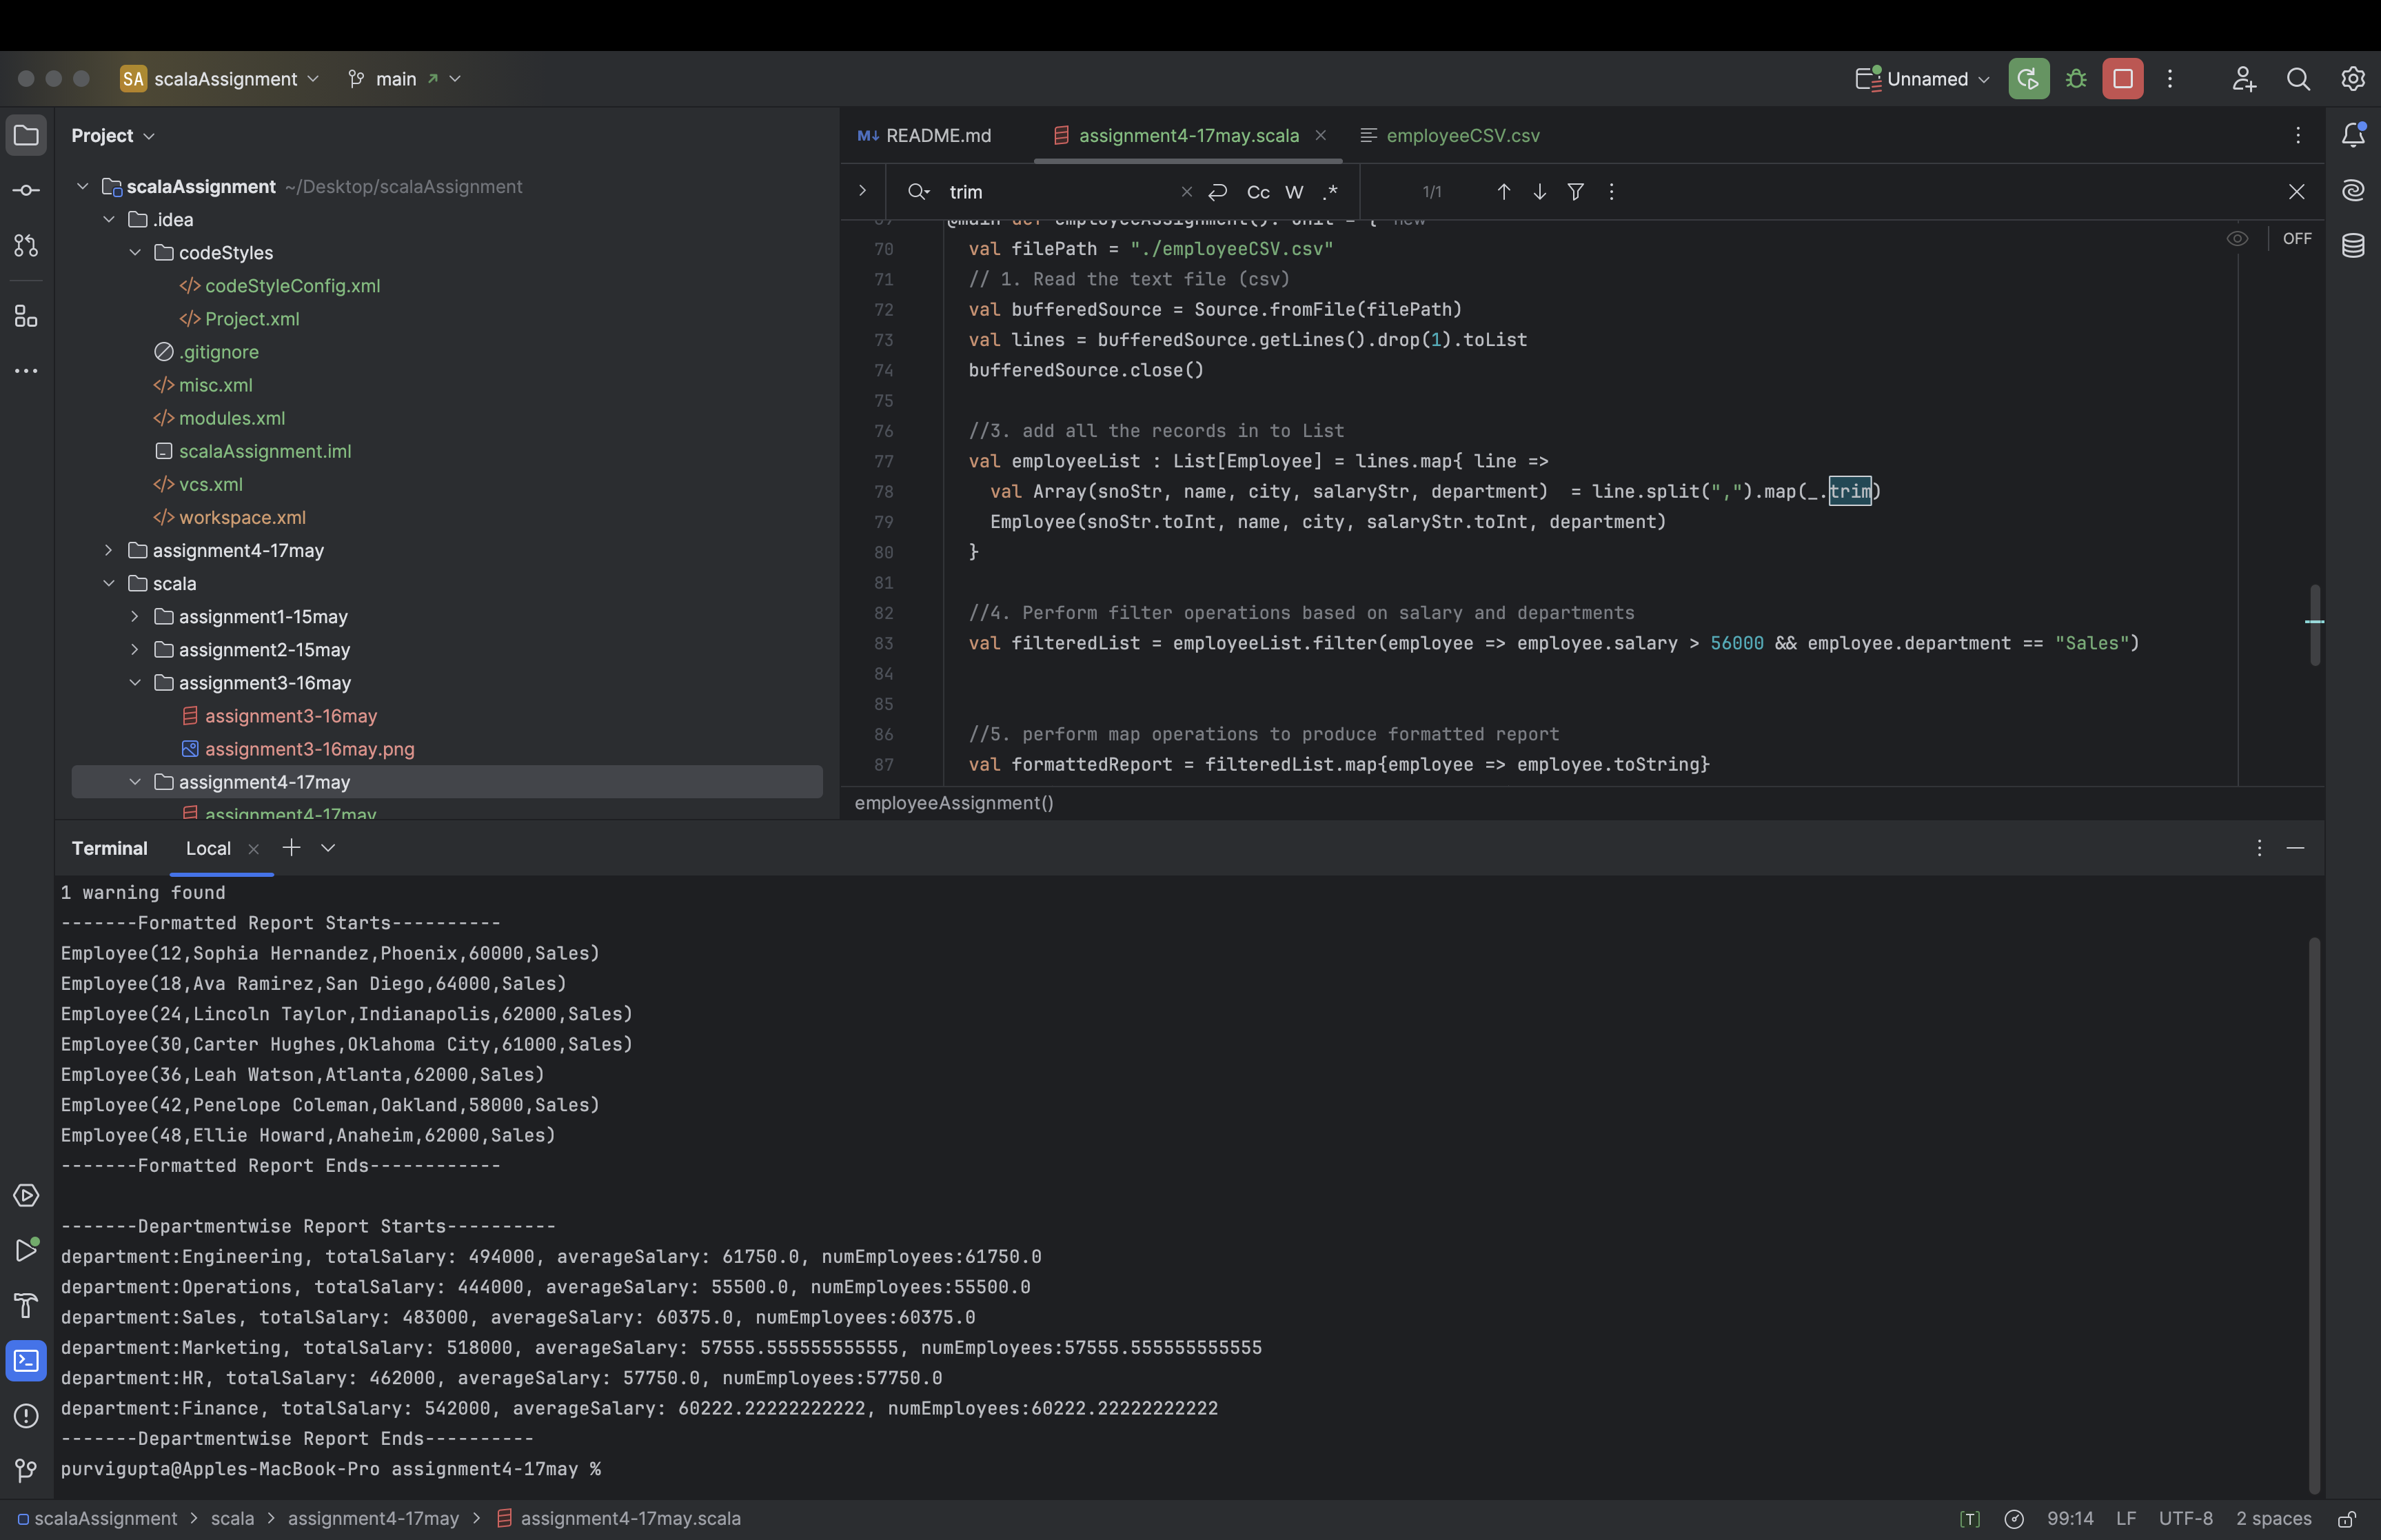 SA scalaAssignment main Unnamed
Project
scalaAssignment ~/Desktop/scalaAssignment
.idea
codeStyles
codeStyleConfig.xml
Project.xml
.gitignore
misc.xml
modules.xml
scalaAssignment.iml
vcs.xml
workspace.xml
assignment4-17may
scala
assignment1-15may
assignment2-15may
assignment3-16may
assignment3-16may
assignment3-16may.png
assignment4-17may
assignment4-17may
M↓ README.md assignment4-17may.scala employeeCSV.csv
trim Cc W .* 1/1
OFF
69 @main def employeeAssignment(): Unit = { new
70 val filePath = "./employeeCSV.csv"
71 // 1. Read the text file (csv)
72 val bufferedSource = Source.fromFile(filePath)
73 val lines = bufferedSource.getLines().drop(1).toList
74 bufferedSource.close()
75
76 //3. add all the records in to List
77 val employeeList : List[Employee] = lines.map{ line =>
78 val Array(snoStr, name, city, salaryStr, department)  = line.split(",").map(_.trim)
79 Employee(snoStr.toInt, name, city, salaryStr.toInt, department)
80 }
81
82 //4. Perform filter operations based on salary and departments
83 val filteredList = employeeList.filter(employee => employee.salary > 56000 && employee.department == "Sales")
84
85
86 //5. perform map operations to produce formatted report
87 val formattedReport = filteredList.map{employee => employee.toString}
employeeAssignment()
Terminal Local
1 warning found
-------Formatted Report Starts----------
Employee(12,Sophia Hernandez,Phoenix,60000,Sales)
Employee(18,Ava Ramirez,San Diego,64000,Sales)
Employee(24,Lincoln Taylor,Indianapolis,62000,Sales)
Employee(30,Carter Hughes,Oklahoma City,61000,Sales)
Employee(36,Leah Watson,Atlanta,62000,Sales)
Employee(42,Penelope Coleman,Oakland,58000,Sales)
Employee(48,Ellie Howard,Anaheim,62000,Sales)
-------Formatted Report Ends------------
-------Departmentwise Report Starts----------
department:Engineering, totalSalary: 494000, averageSalary: 61750.0, numEmployees:61750.0
department:Operations, totalSalary: 444000, averageSalary: 55500.0, numEmployees:55500.0
department:Sales, totalSalary: 483000, averageSalary: 60375.0, numEmployees:60375.0
department:Marketing, totalSalary: 518000, averageSalary: 57555.555555555555, numEmployees:57555.555555555555
department:HR, totalSalary: 462000, averageSalary: 57750.0, numEmployees:57750.0
department:Finance, totalSalary: 542000, averageSalary: 60222.22222222222, numEmployees:60222.22222222222
-------Departmentwise Report Ends----------
purvigupta@Apples-MacBook-Pro assignment4-17may %
scalaAssignment > scala > assignment4-17may > assignment4-17may.scala [T] 99:14 LF UTF-8 2 spaces